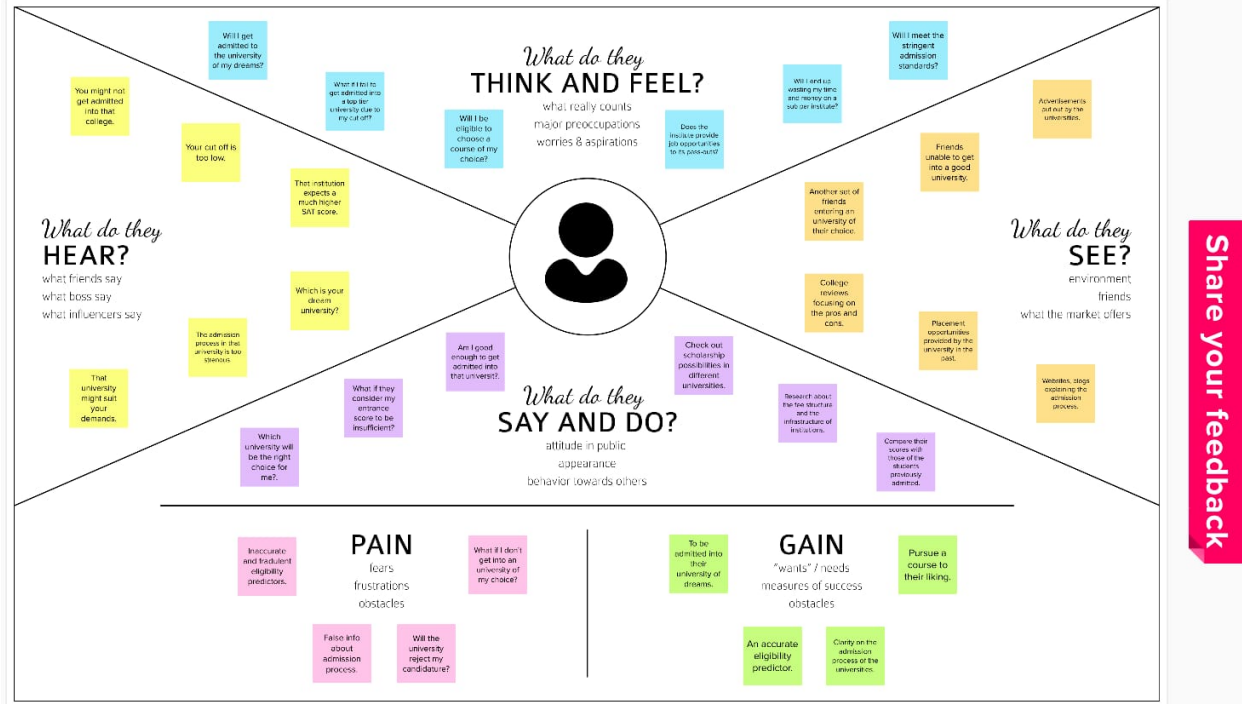 What do they
THINK AND FEEL?
what really counts
major preoccupations
worries & aspirations
Will I get
admitted to
the university
of my dreams?
What if I fail to
get admitted into
a top tier
university due to
my cut off?
Will I be
eligible to
choose a
course of my
choice?
Does the
institute provide
job opportunities
to its pass-outs?
Will I end up
wasting my time
and money on a
sub par institute?
Will I meet the
stringent
admission
standards?
What do they
HEAR?
what friends say
what boss say
what influencers say
You might not
get admitted
into that
college.
Your cut off is
too low.
That institution
expects a
much higher
SAT score.
Which is your
dream
university?
The admission
process in that
university is too
strenous
That
university
might suit
your
demands.
What do they
SEE?
environment
friends
what the market offers
Advertisements
put out by the
universities.
Friends
unable to get
into a good
university.
Another set of
friends
entering an
university of
their choice.
College
reviews
focusing on
the pros and
cons.
Placement
opportunities
provided by the
university in the
past.
Websites, blogs
explaining the
admission
process.
What do they
SAY AND DO?
attitude in public
appearance
behavior towards others
Am I good
enough to get
admitted into
that universit?.
What if they
consider my
entrance
score to be
insufficient?
Which
university will
be the right
choice for
me?.
Check out
scholarship
possibilities in
different
universities.
Research about
the fee structure
and the
infrastructure of
institutions.
Compare their
scores with
those of the
students
previously
admitted.
PAIN
fears
frustrations
obstacles
Inaccurate
and fradulent
eligibility
predictors.
What if I don't
get into an
university of
my choice?
False info
about
admission
process.
Will the
university
reject my
candidature?
GAIN
"wants" / needs
measures of success
obstacles
To be
admitted into
their
university of
dreams.
Pursue a
course to
their liking.
An accurate
eligibility
predictor.
Clarity on the
admission
process of the
universities.
Share your feedback